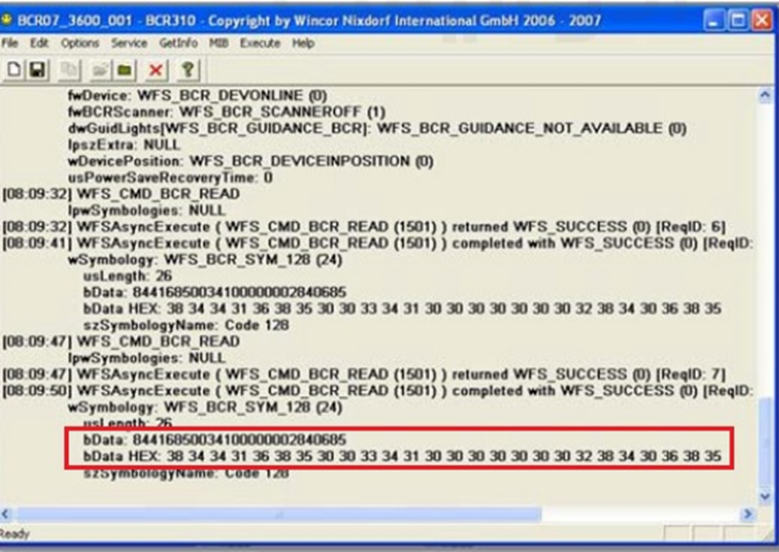 BCR07_3600_001 - BCR310 - Copyright by Wincor Nixdorf International GmbH 2006 - 2007
File Edit Options Service GetInfo MIB Execute Help
fwDevice: WFS_BCR_DEVONLINE (0)
fwBCRScanner: WFS_BCR_SCANNEROFF (1)
dwGuidLights[WFS_BCR_GUIDANCE_BCR]: WFS_BCR_GUIDANCE_NOT_AVAILABLE (0)
lpszExtra: NULL
wDevicePosition: WFS_BCR_DEVICEINPOSITION (0)
usPowerSaveRecoveryTime: 0
[08:09:32] WFS_CMD_BCR_READ
lpwSymbologies: NULL
[08:09:32] WFSAsyncExecute ( WFS_CMD_BCR_READ (1501) ) returned WFS_SUCCESS (0) [ReqID: 6]
[08:09:41] WFSAsyncExecute ( WFS_CMD_BCR_READ (1501) ) completed with WFS_SUCCESS (0) [ReqID:
wSymbology: WFS_BCR_SYM_128 (24)
usLength: 26
bData: 84416850034100000002840685
bData HEX: 38 34 34 31 36 38 35 30 30 33 34 31 30 30 30 30 30 30 30 32 38 34 30 36 38 35
szSymbologyName: Code 128
[08:09:47] WFS_CMD_BCR_READ
lpwSymbologies: NULL
[08:09:47] WFSAsyncExecute ( WFS_CMD_BCR_READ (1501) ) returned WFS_SUCCESS (0) [ReqID: 7]
[08:09:50] WFSAsyncExecute ( WFS_CMD_BCR_READ (1501) ) completed with WFS_SUCCESS (0) [ReqID:
wSymbology: WFS_BCR_SYM_128 (24)
usLength: 26
bData: 84416850034100000002840685
bData HEX: 38 34 34 31 36 38 35 30 30 33 34 31 30 30 30 30 30 30 30 32 38 34 30 36 38 35
szSymbologyName: Code 128
Ready